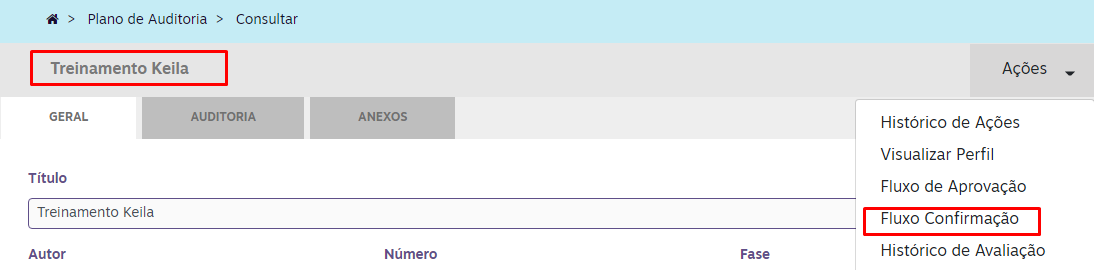 > Plano de Auditoria > Consultar
Treinamento Keila
Ações
GERAL AUDITORIA ANEXOS
Histórico de Ações
Visualizar Perfil
Fluxo de Aprovação
Fluxo Confirmação
Histórico de Avaliação
Título
Treinamento Keila
Autor Número Fase